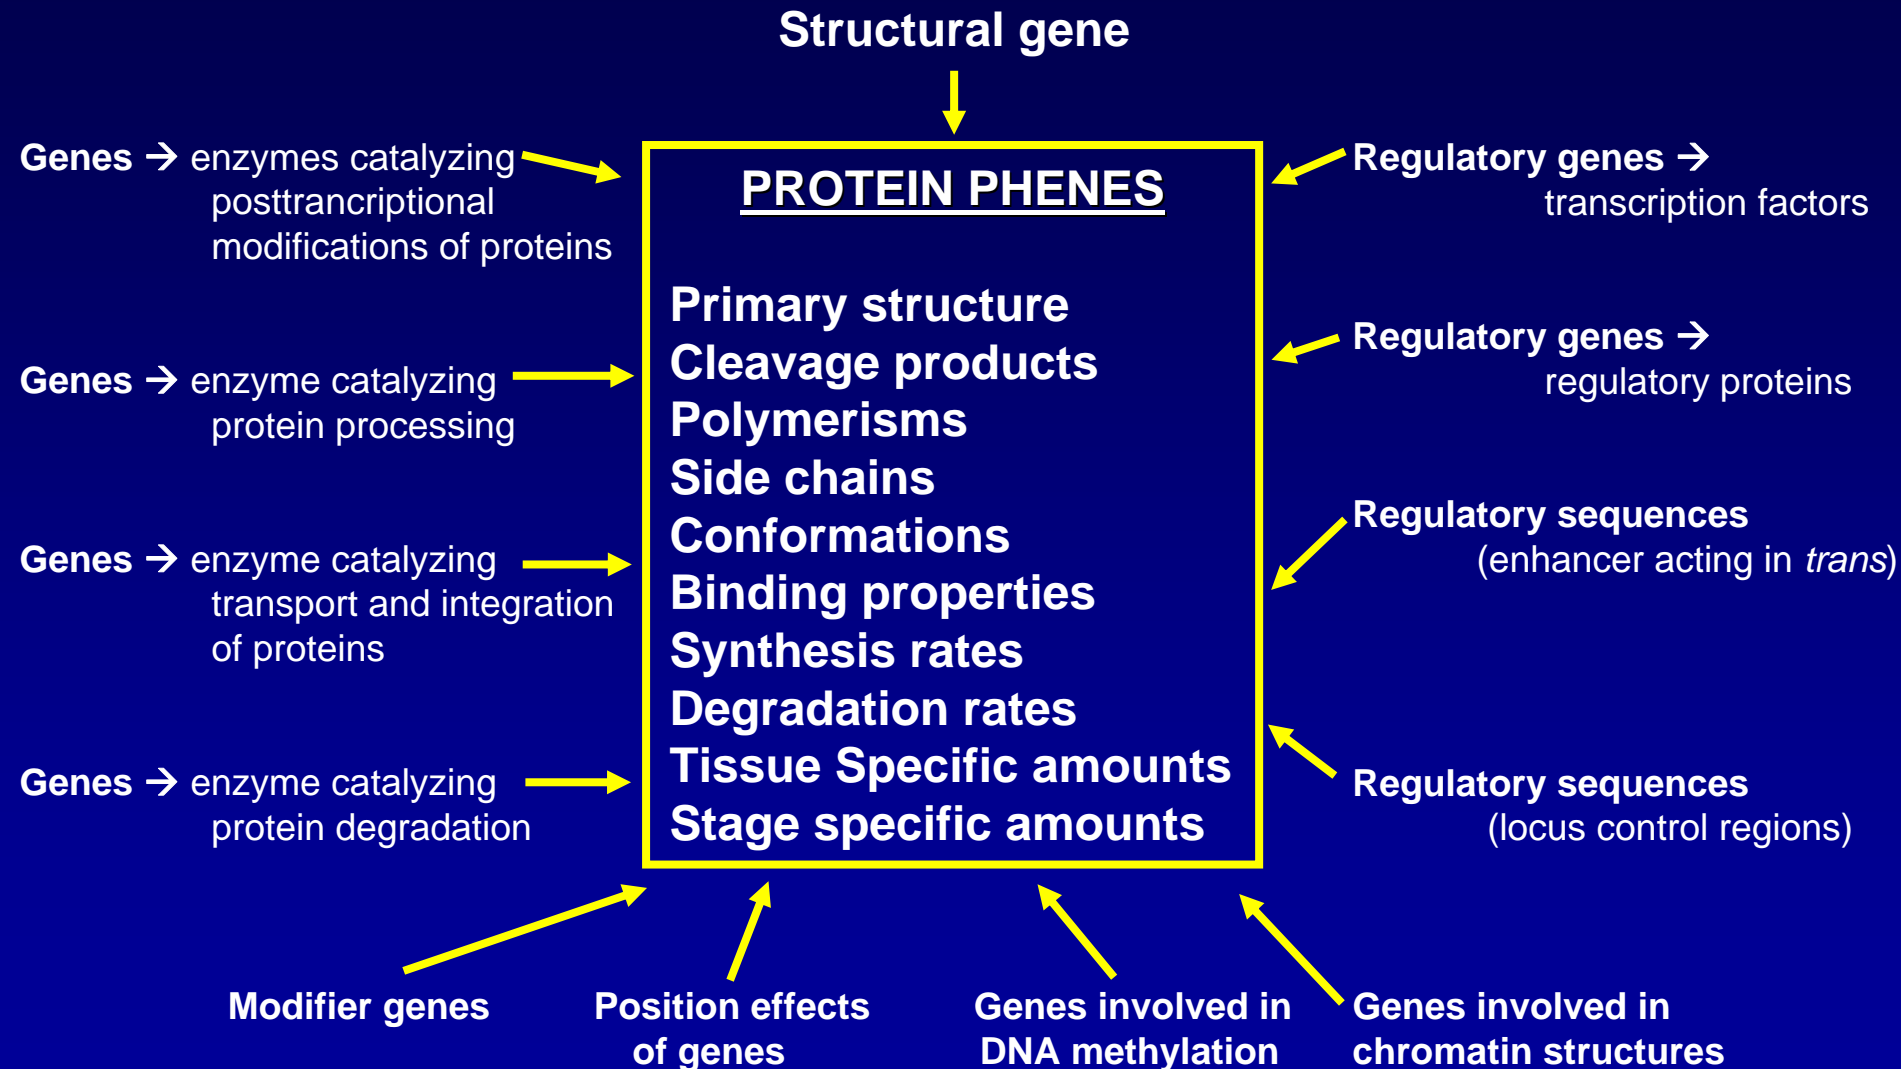 Structural gene
Genes → enzymes catalyzing
posttrancriptional
modifications of proteins
Genes → enzyme catalyzing
protein processing
Genes → enzyme catalyzing
transport and integration
of proteins
Genes → enzyme catalyzing
protein degradation
PROTEIN PHENES
Primary structure
Cleavage products
Polymerisms
Side chains
Conformations
Binding properties
Synthesis rates
Degradation rates
Tissue Specific amounts
Stage specific amounts
Regulatory genes →
transcription factors
Regulatory genes →
regulatory proteins
Regulatory sequences
(enhancer acting in trans)
Regulatory sequences
(locus control regions)
Modifier genes
Position effects
of genes
Genes involved in
DNA methylation
Genes involved in
chromatin structures